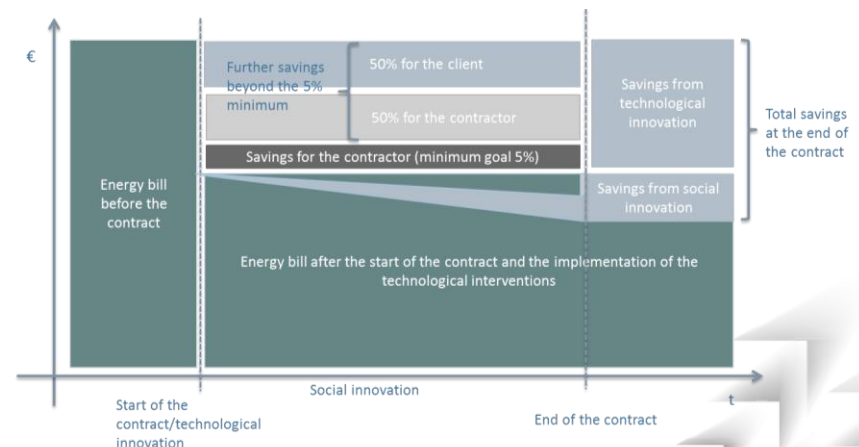 €
Energy bill
before the
contract
Further savings
beyond the 5%
minimum
50% for the client
50% for the contractor
Savings for the contractor (minimum goal 5%)
Savings from
technological
innovation
Total savings
at the end of
the contract
Savings from social
innovation
Energy bill after the start of the contract and the implementation of the
technological interventions
Social innovation
t
Start of the
contract/technological
innovation
End of the contract